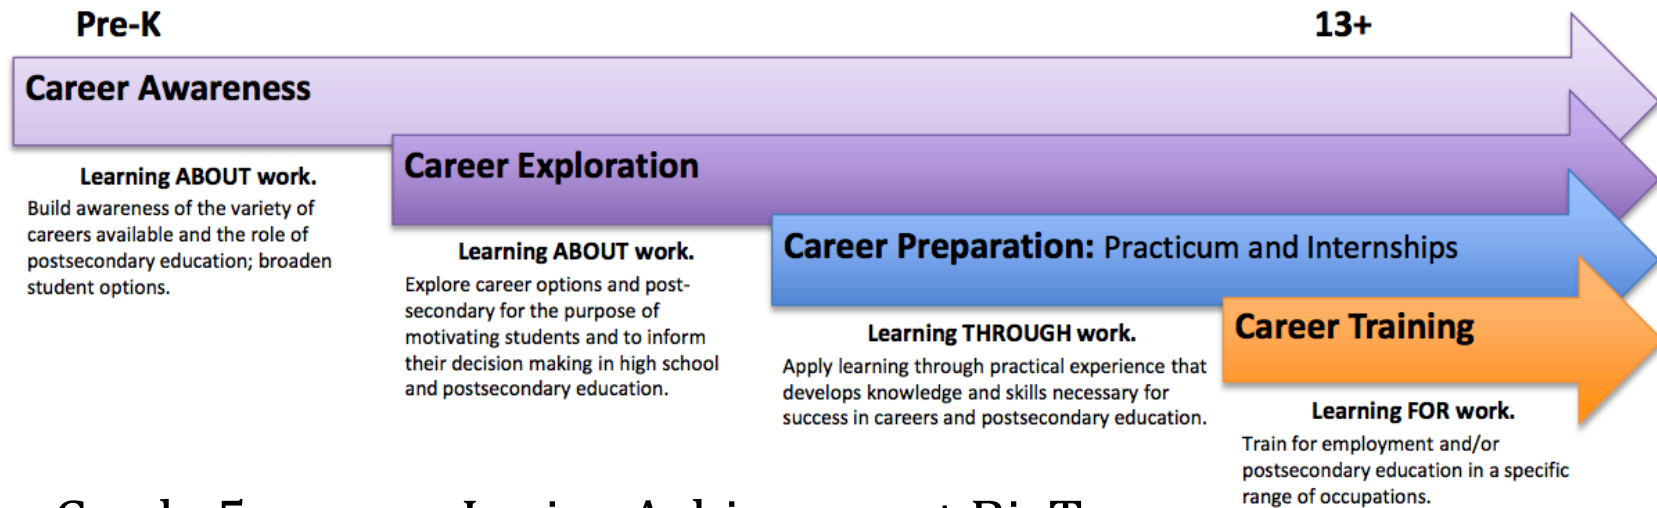 Pre-K
13+
Career Awareness
Learning ABOUT work.
Build awareness of the variety of
careers available and the role of
postsecondary education; broaden
student options.
Career Exploration
Learning ABOUT work.
Explore career options and post-
secondary for the purpose of
motivating students and to inform
their decision making in high school
and postsecondary education.
Career Preparation: Practicum and Internships
Learning THROUGH work.
Apply learning through practical experience that
develops knowledge and skills necessary for
success in careers and postsecondary education.
Career Training
Learning FOR work.
Train for employment and/or
postsecondary education in a specific
range of occupations.